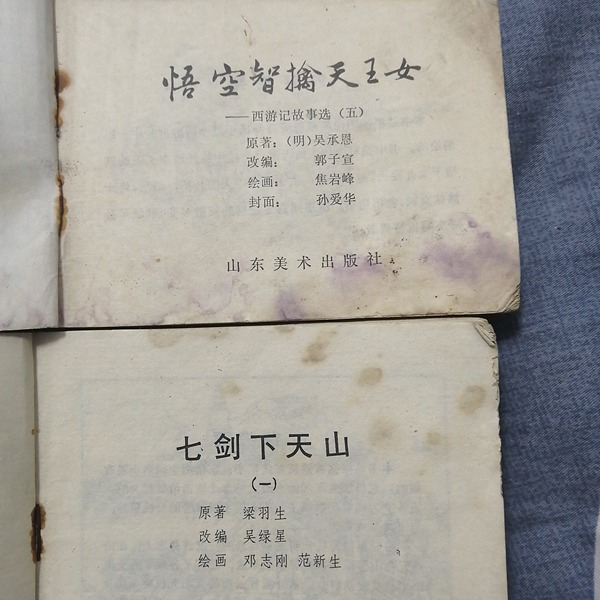 悟空智擒天王女
——西游记故事选（五）
原著：（明）吴承恩
改编： 郭子宣
绘画： 焦岩峰
封面： 孙爱华
山东美术出版社
七剑下天山
（一）
原著 梁羽生
改编 吴绿星
绘画 邓志刚 范新生